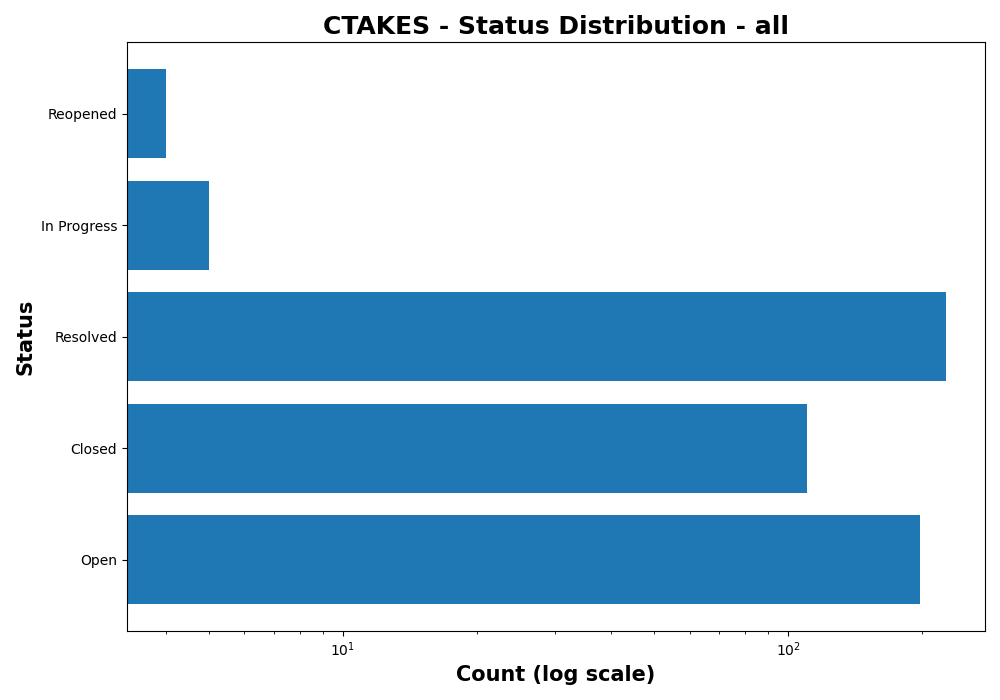 CTAKES - Status Distribution - all
Reopened
In Progress
Resolved
Closed
Open
Status
10¹
10²
Count (log scale)